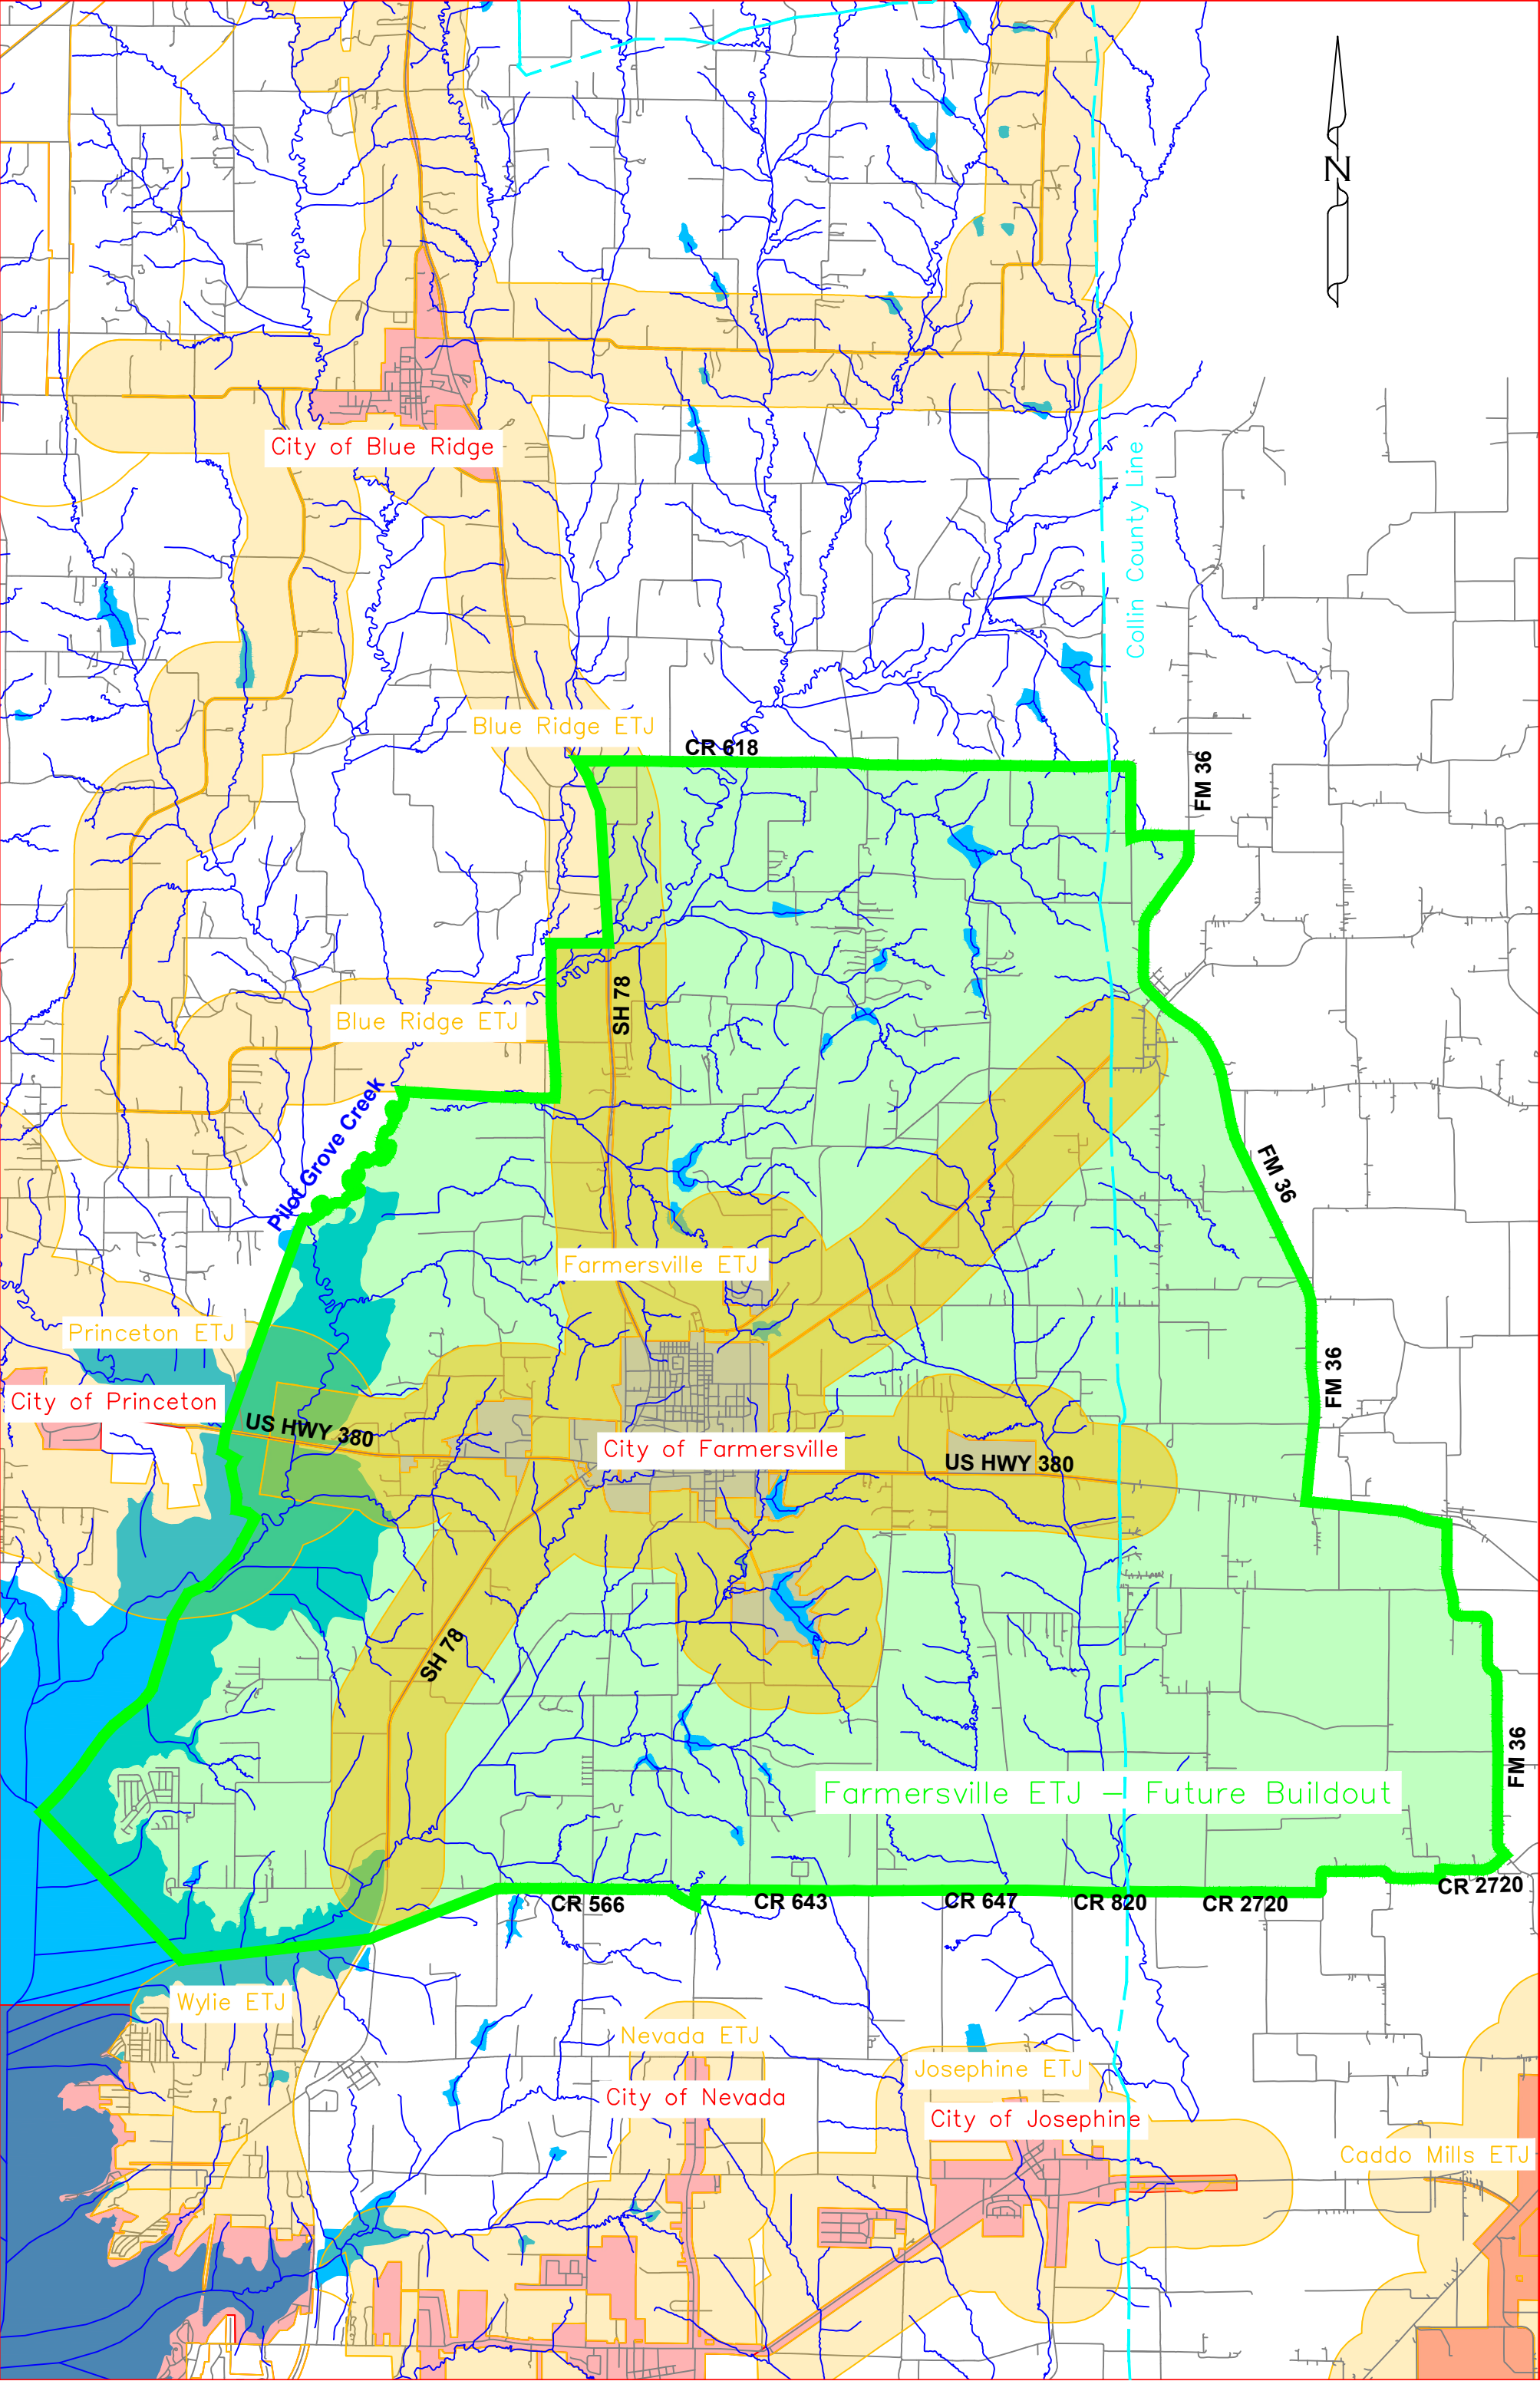 N
City of Blue Ridge
Collin County Line
Blue Ridge ETJ
CR 618
FM 36
SH 78
Blue Ridge ETJ
Pilot Grove Creek
FM 36
Farmersville ETJ
Princeton ETJ
FM 36
City of Princeton
US HWY 380
City of Farmersville
US HWY 380
SH 78
FM 36
Farmersville ETJ - Future Buildout
CR 566
CR 643
CR 647
CR 820
CR 2720
CR 2720
Wylie ETJ
Nevada ETJ
Josephine ETJ
City of Nevada
City of Josephine
Caddo Mills ETJ